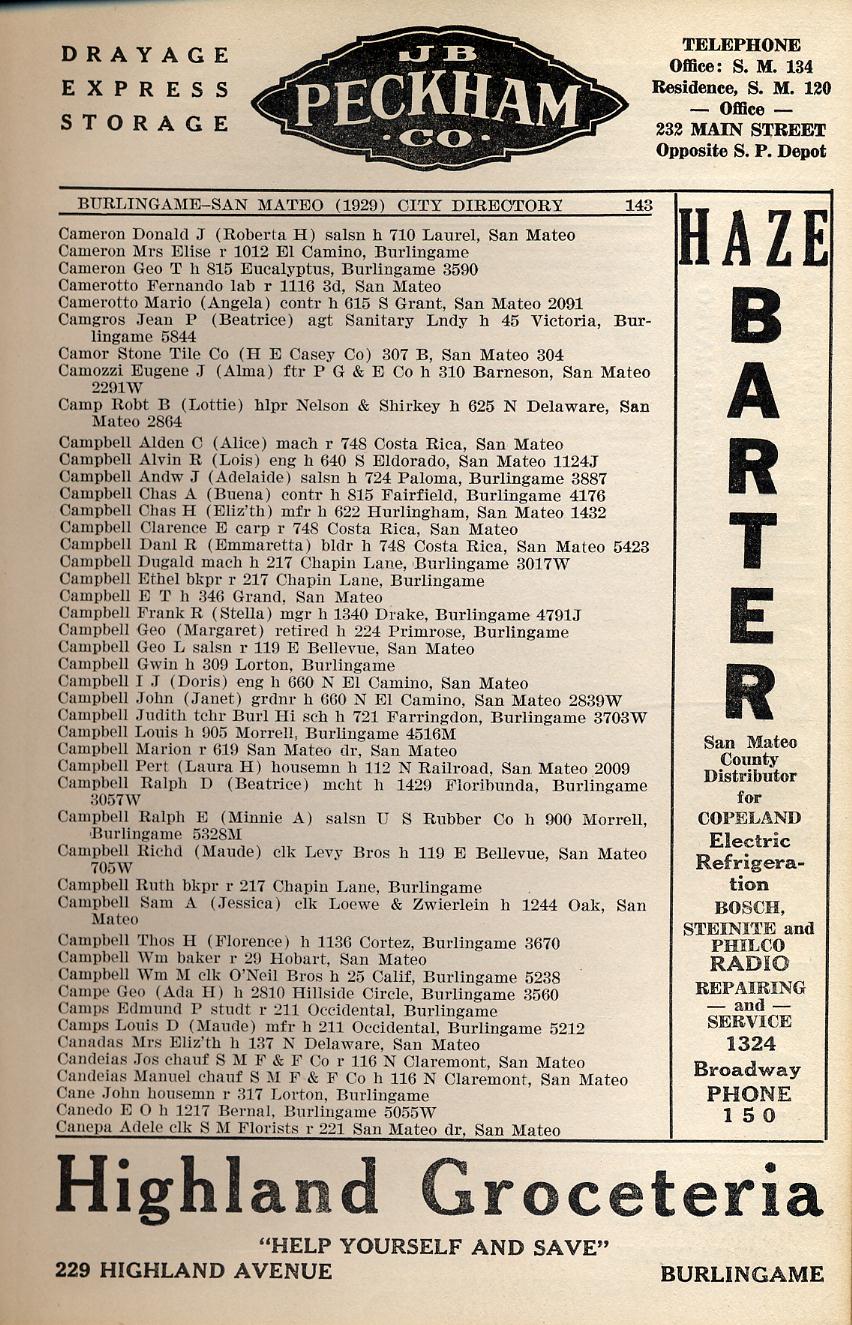 DRAYAGE
EXPRESS
STORAGE
JB
PECKHAM
·CO·
TELEPHONE
Office: S. M. 134
Residence, S. M. 120
— Office —
232 MAIN STREET
Opposite S. P. Depot
BURLINGAME–SAN MATEO (1929) CITY DIRECTORY 143
Cameron Donald J (Roberta H) salsn h 710 Laurel, San Mateo
Cameron Mrs Elise r 1012 El Camino, Burlingame
Cameron Geo T h 815 Eucalyptus, Burlingame 3590
Camerotto Fernando lab r 1116 3d, San Mateo
Camerotto Mario (Angela) contr h 615 S Grant, San Mateo 2091
Camgros Jean P (Beatrice) agt Sanitary Lndy h 45 Victoria, Bur-
lingame 5844
Camor Stone Tile Co (H E Casey Co) 307 B, San Mateo 304
Camozzi Eugene J (Alma) ftr P G & E Co h 310 Barneson, San Mateo
2291W
Camp Robt B (Lottie) hlpr Nelson & Shirkey h 625 N Delaware, San
Mateo 2864
Campbell Alden C (Alice) mach r 748 Costa Rica, San Mateo
Campbell Alvin R (Lois) eng h 640 S Eldorado, San Mateo 1124J
Campbell Andw J (Adelaide) salsn h 724 Paloma, Burlingame 3887
Campbell Chas A (Buena) contr h 815 Fairfield, Burlingame 4176
Campbell Chas H (Eliz'th) mfr h 622 Hurlingham, San Mateo 1432
Campbell Clarence E carp r 748 Costa Rica, San Mateo
Campbell Danl R (Emmaretta) bldr h 748 Costa Rica, San Mateo 5423
Campbell Dugald mach h 217 Chapin Lane, Burlingame 3017W
Campbell Ethel bkpr r 217 Chapin Lane, Burlingame
Campbell E T h 346 Grand, San Mateo
Campbell Frank R (Stella) mgr h 1340 Drake, Burlingame 4791J
Campbell Geo (Margaret) retired h 224 Primrose, Burlingame
Campbell Geo L salsn r 119 E Bellevue, San Mateo
Campbell Gwin h 309 Lorton, Burlingame
Campbell I J (Doris) eng h 660 N El Camino, San Mateo
Campbell John (Janet) grdnr h 660 N El Camino, San Mateo 2839W
Campbell Judith tchr Burl Hi sch h 721 Farringdon, Burlingame 3703W
Campbell Louis h 905 Morrell, Burlingame 4516M
Campbell Marion r 619 San Mateo dr, San Mateo
Campbell Pert (Laura H) housemn h 112 N Railroad, San Mateo 2009
Campbell Ralph D (Beatrice) mcht h 1429 Floribunda, Burlingame
3057W
Campbell Ralph E (Minnie A) salsn U S Rubber Co h 900 Morrell,
Burlingame 5328M
Campbell Richd (Maude) clk Levy Bros h 119 E Bellevue, San Mateo
705W
Campbell Ruth bkpr r 217 Chapin Lane, Burlingame
Campbell Sam A (Jessica) clk Loewe & Zwierlein h 1244 Oak, San
Mateo
Campbell Thos H (Florence) h 1136 Cortez, Burlingame 3670
Campbell Wm baker r 29 Hobart, San Mateo
Campbell Wm M clk O'Neil Bros h 25 Calif, Burlingame 5238
Campe Geo (Ada H) h 2810 Hillside Circle, Burlingame 3560
Camps Edmund P studt r 211 Occidental, Burlingame
Camps Louis D (Maude) mfr h 211 Occidental, Burlingame 5212
Canadas Mrs Eliz'th h 137 N Delaware, San Mateo
Candeias Jos chauf S M F & F Co r 116 N Claremont, San Mateo
Candeias Manuel chauf S M F & F Co h 116 N Claremont, San Mateo
Cane John housemn r 317 Lorton, Burlingame
Canedo E O h 1217 Bernal, Burlingame 5055W
Canepa Adele clk S M Florists r 221 San Mateo dr, San Mateo
HAZE
B
A
R
T
E
R
San Mateo
County
Distributor
for
COPELAND
Electric
Refrigera-
tion
BOSCH,
STEINITE and
PHILCO
RADIO
REPAIRING
— and —
SERVICE
1324
Broadway
PHONE
150
Highland Groceteria
"HELP YOURSELF AND SAVE"
229 HIGHLAND AVENUE BURLINGAME